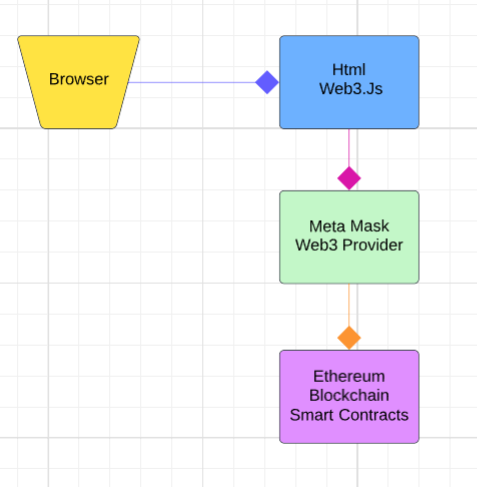 Browser
Html
Web3.Js
Meta Mask
Web3 Provider
Ethereum
Blockchain
Smart Contracts